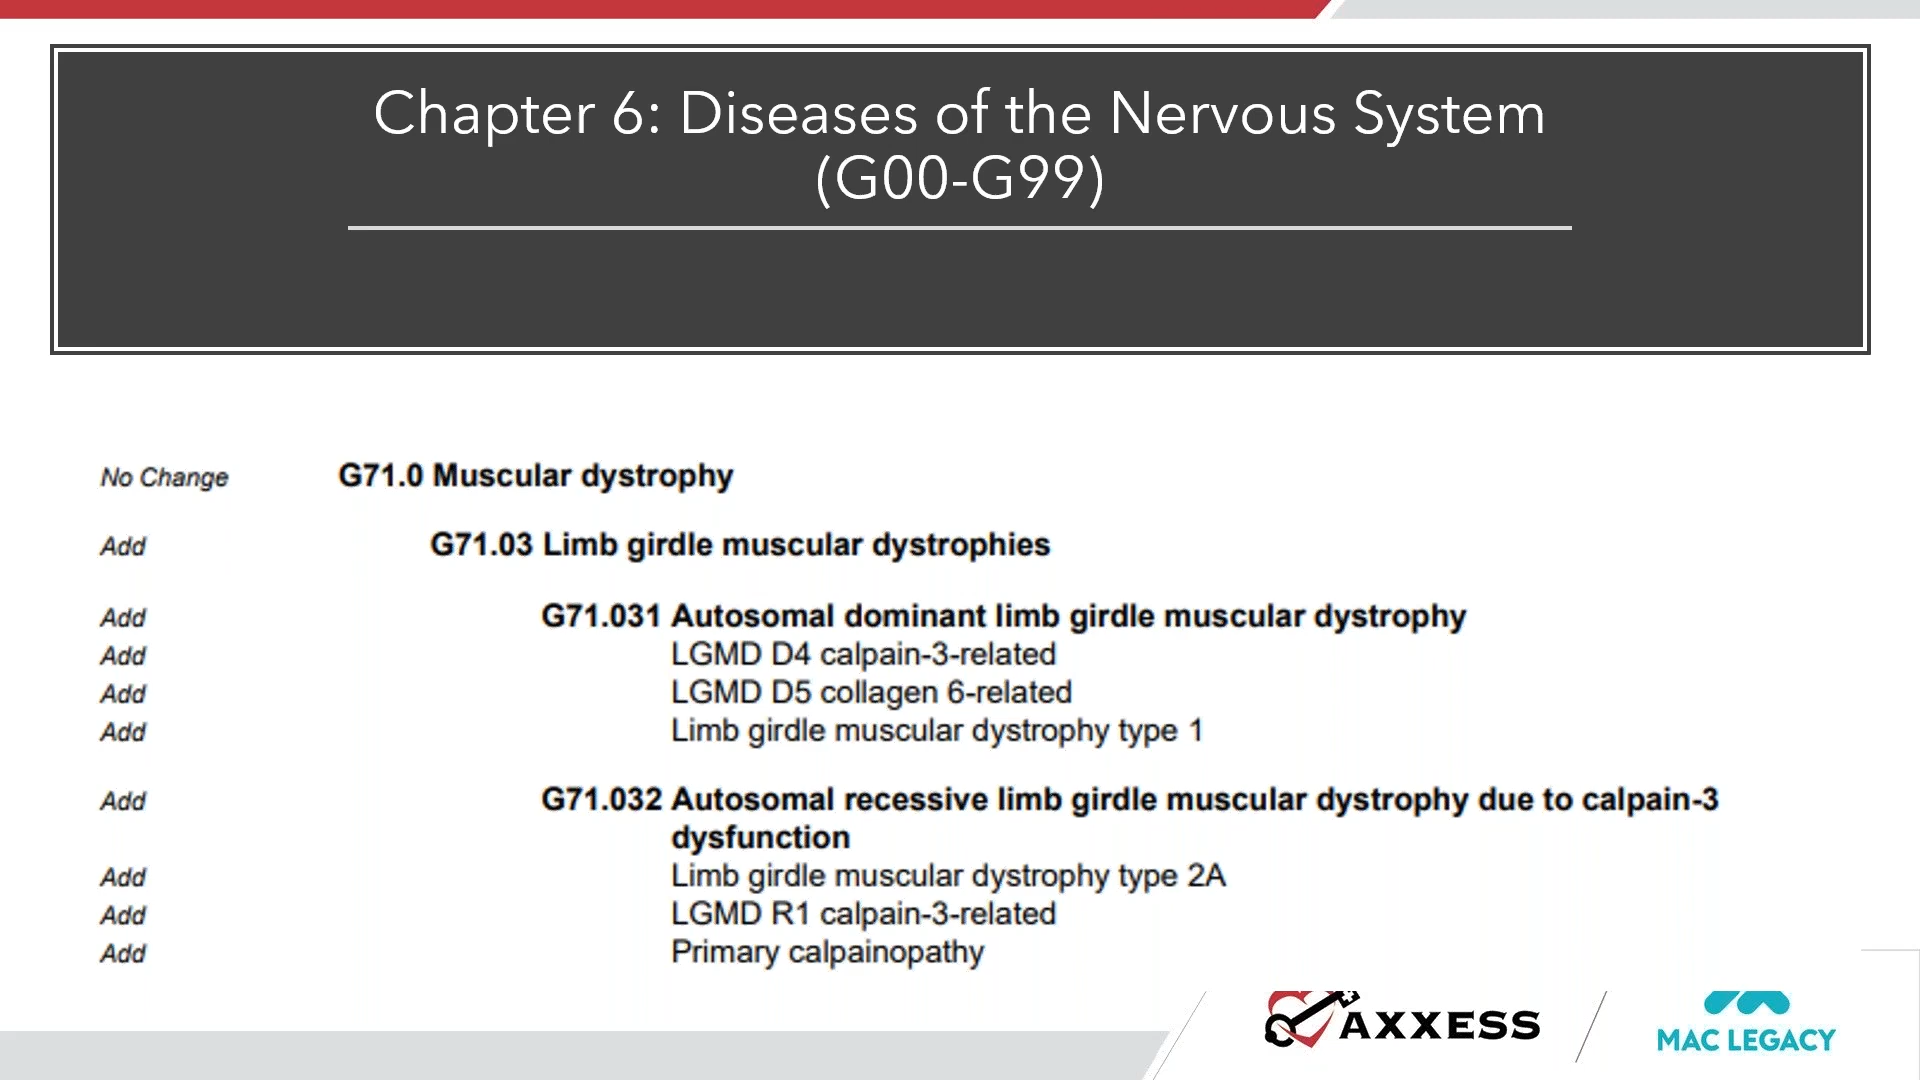 Chapter 6: Diseases of the Nervous System
(G00-G99)
No Change G71.0 Muscular dystrophy
Add G71.03 Limb girdle muscular dystrophies
Add G71.031 Autosomal dominant limb girdle muscular dystrophy
Add LGMD D4 calpain-3-related
Add LGMD D5 collagen 6-related
Add Limb girdle muscular dystrophy type 1
Add G71.032 Autosomal recessive limb girdle muscular dystrophy due to calpain-3
dysfunction
Add Limb girdle muscular dystrophy type 2A
Add LGMD R1 calpain-3-related
Add Primary calpainopathy
AXXESS
MAC LEGACY